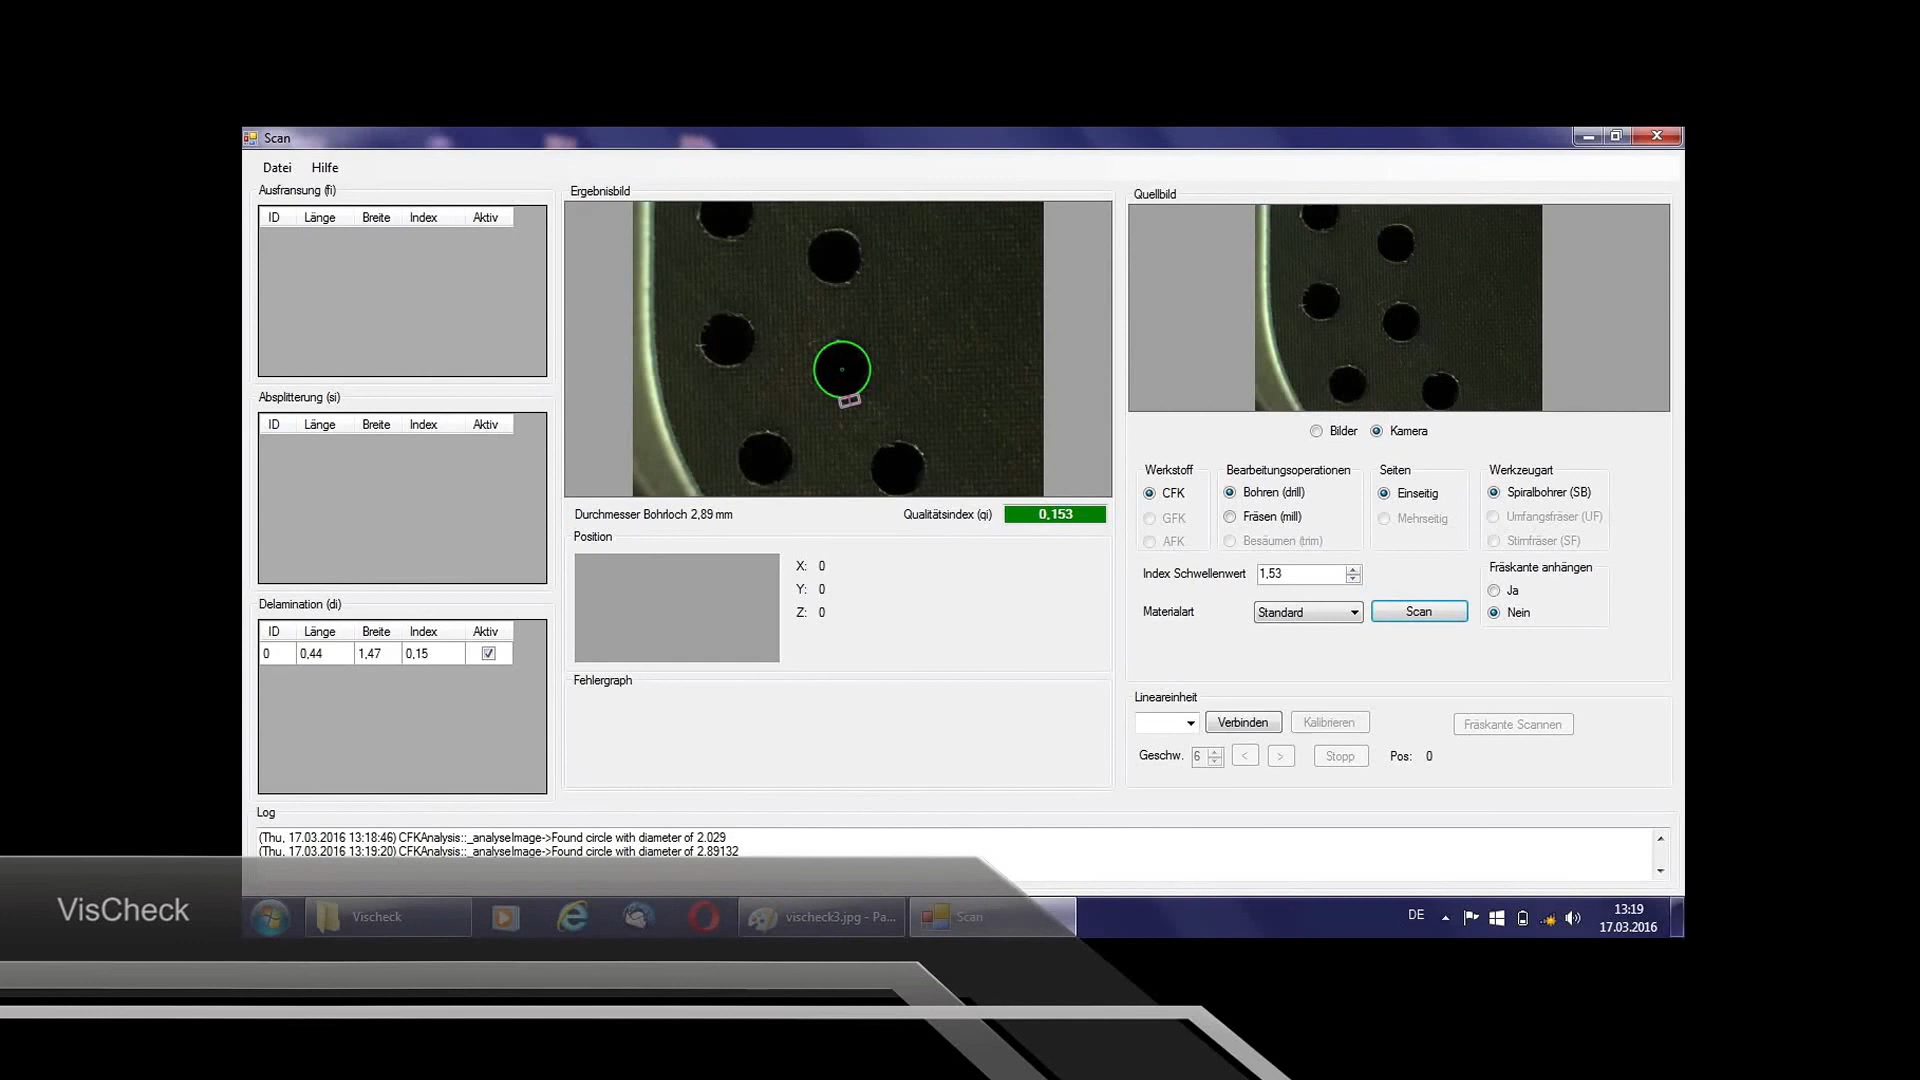 Scan
Datei Hilfe
Ausfransung (fi)
ID Länge Breite Index Aktiv
Absplitterung (si)
ID Länge Breite Index Aktiv
Delamination (di)
ID Länge Breite Index Aktiv
0 0,44 1,47 0,15
Ergebnisbild
Durchmesser Bohrloch 2,89 mm
Qualitätsindex (qi) 0,153
Position
X: 0
Y: 0
Z: 0
Fehlergraph
Quellbild
Bilder Kamera
Werkstoff
CFK
GFK
AFK
Bearbeitungsoperationen
Bohren (drill)
Fräsen (mill)
Besäumen (trim)
Seiten
Einseitig
Mehrseitig
Werkzeugart
Spiralbohrer (SB)
Umfangsfräser (UF)
Stirnfräser (SF)
Index Schwellenwert 1,53
Materialart Standard Scan
Fräskante anhängen
Ja
Nein
Lineareinheit
Verbinden Kalibrieren Fräskante Scannen
Geschw. 6 < > Stopp Pos: 0
Log
(Thu, 17.03.2016 13:18:46) CFKAnalysis::_analyseImage->Found circle with diameter of 2.029
(Thu, 17.03.2016 13:19:20) CFKAnalysis::_analyseImage->Found circle with diameter of 2.89132
VisCheck
Vischeck
vischeck3.jpg - Pa...
Scan
DE
13:19
17.03.2016